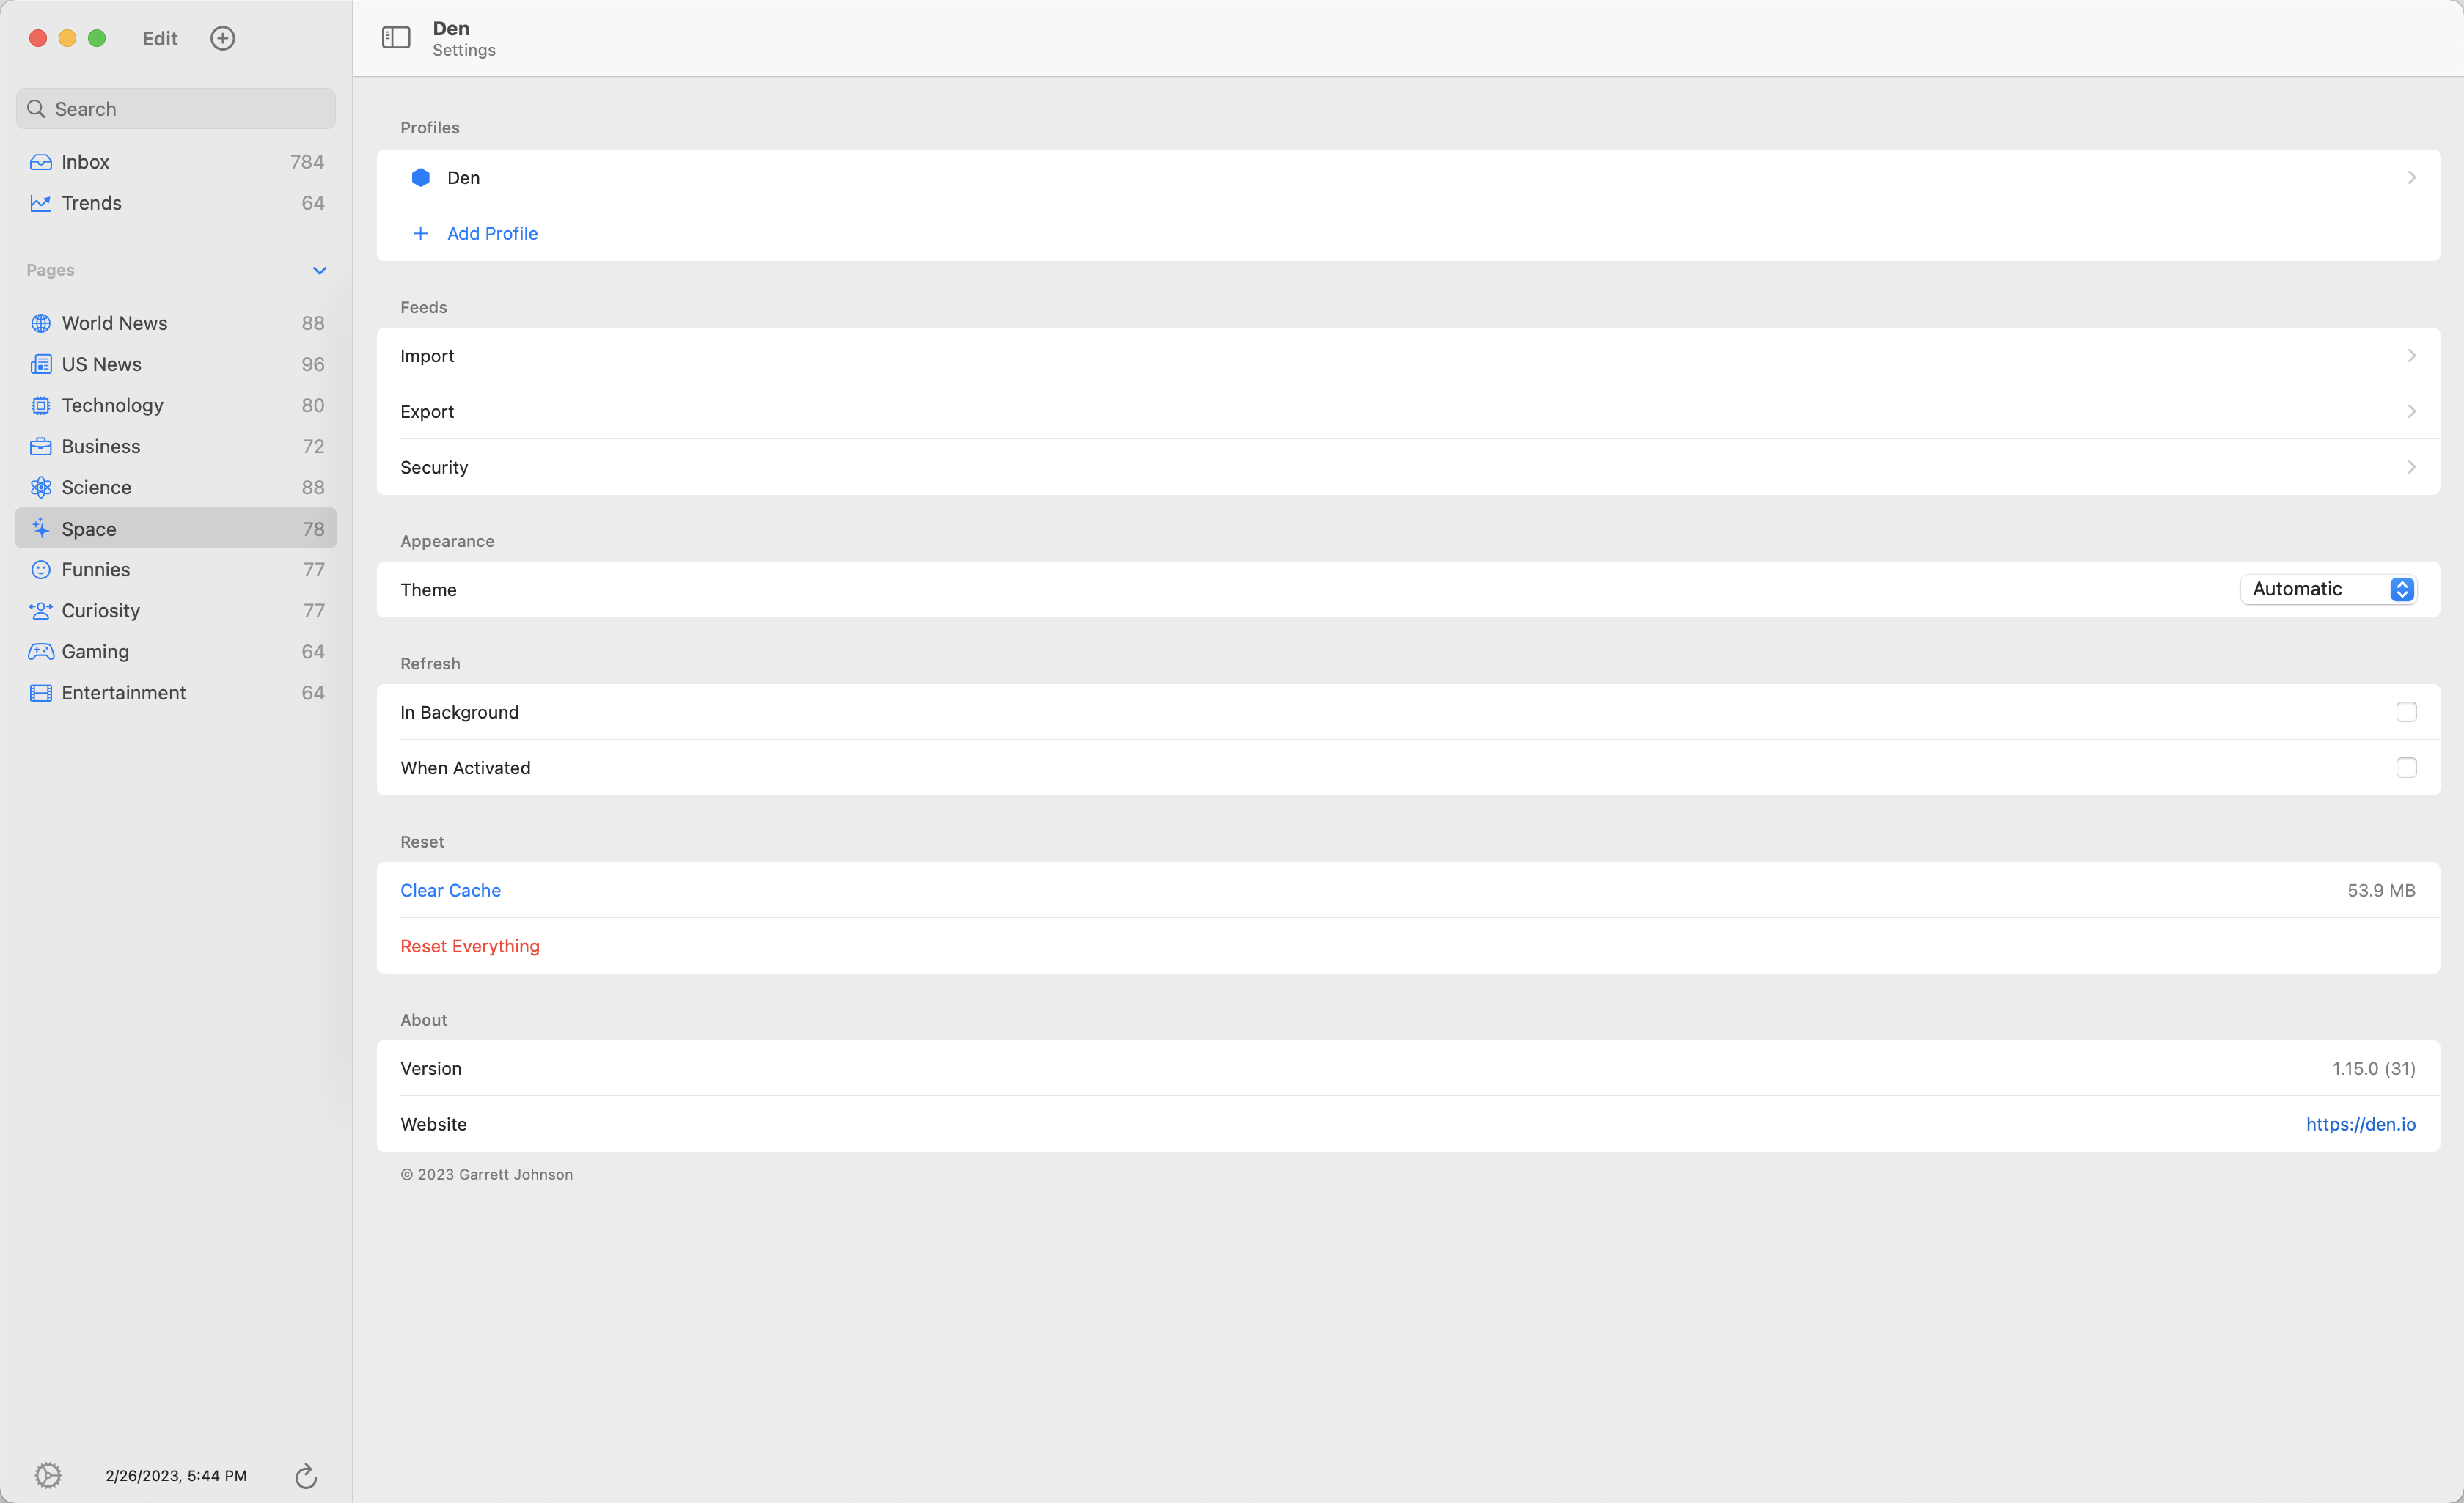 Edit
Search
Inbox 784
Trends 64
Pages
World News 88
US News 96
Technology 80
Business 72
Science 88
Space 78
Funnies 77
Curiosity 77
Gaming 64
Entertainment 64
2/26/2023, 5:44 PM
Den
Settings
Profiles
Den
Add Profile
Feeds
Import
Export
Security
Appearance
Theme Automatic
Refresh
In Background
When Activated
Reset
Clear Cache 53.9 MB
Reset Everything
About
Version 1.15.0 (31)
Website https://den.io
© 2023 Garrett Johnson